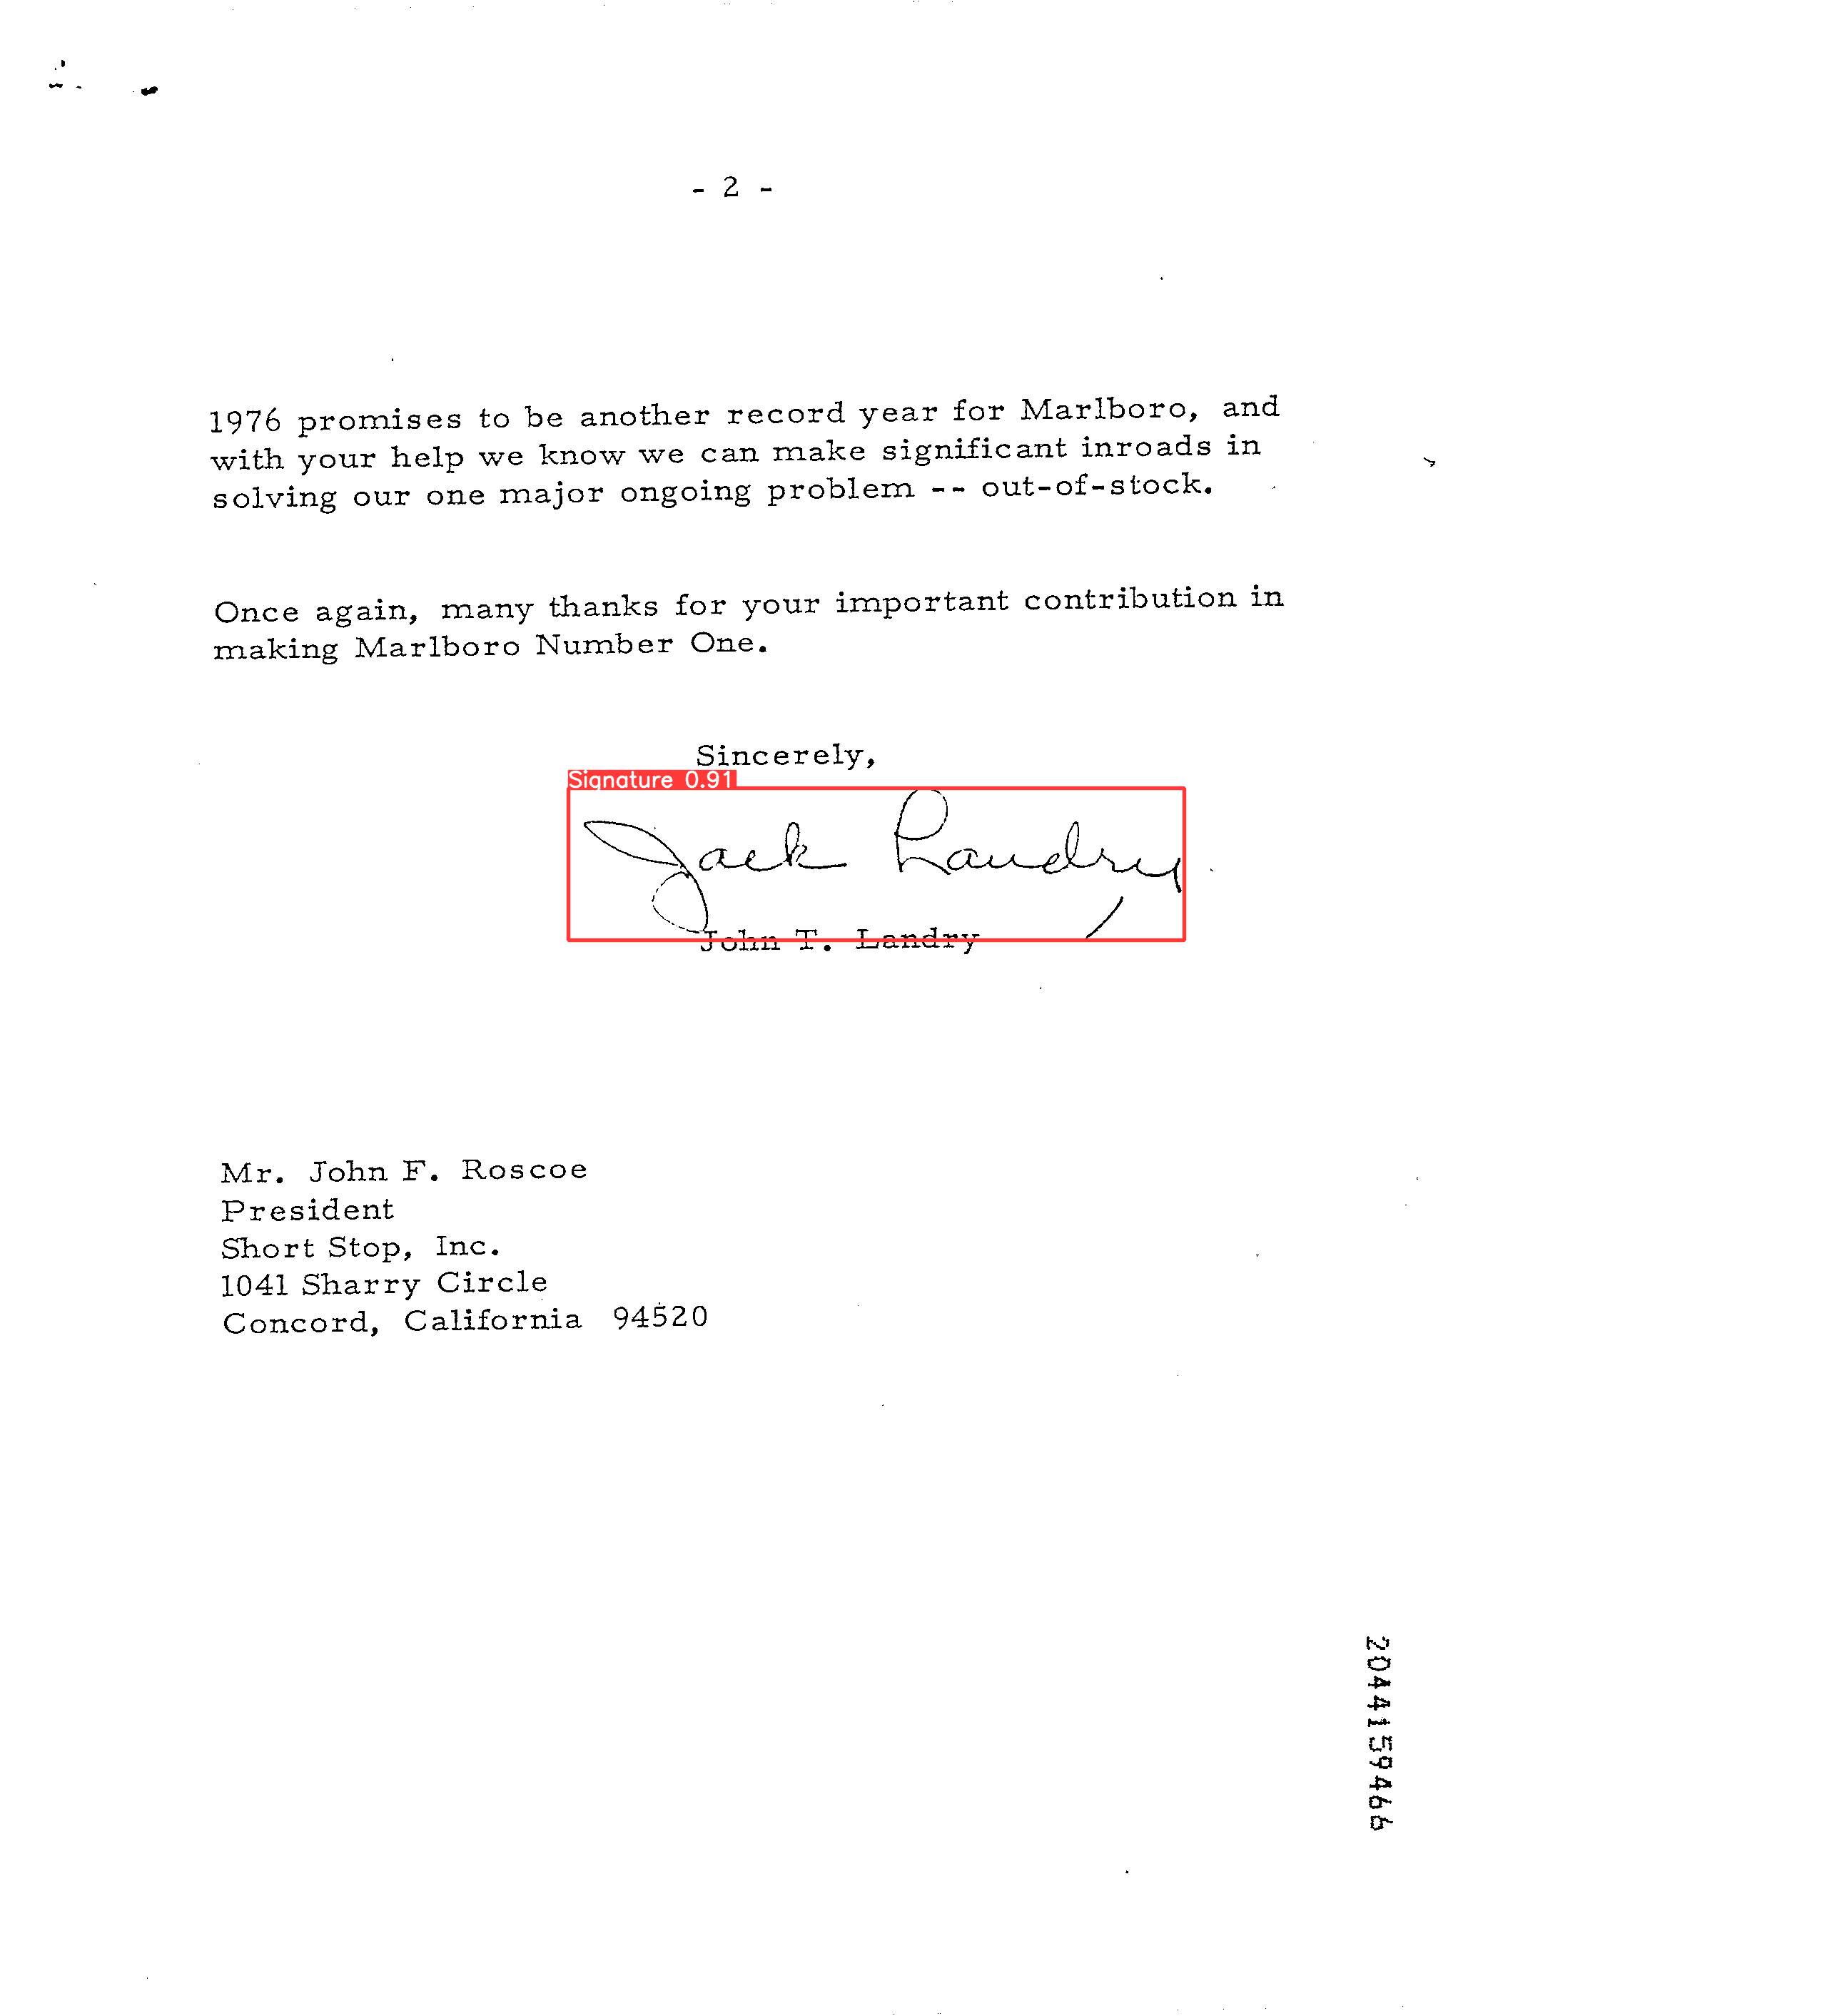 - 2 -
1976 promises to be another record year for Marlboro, and
with your help we know we can make significant inroads in
solving our one major ongoing problem -- out-of-stock.
Once again, many thanks for your important contribution in
making Marlboro Number One.
Sincerely,
Signature 0.91
Jack Landry
John T. Landry
Mr. John F. Roscoe
President
Short Stop, Inc.
1041 Sharry Circle
Concord, California 94520
2044159466